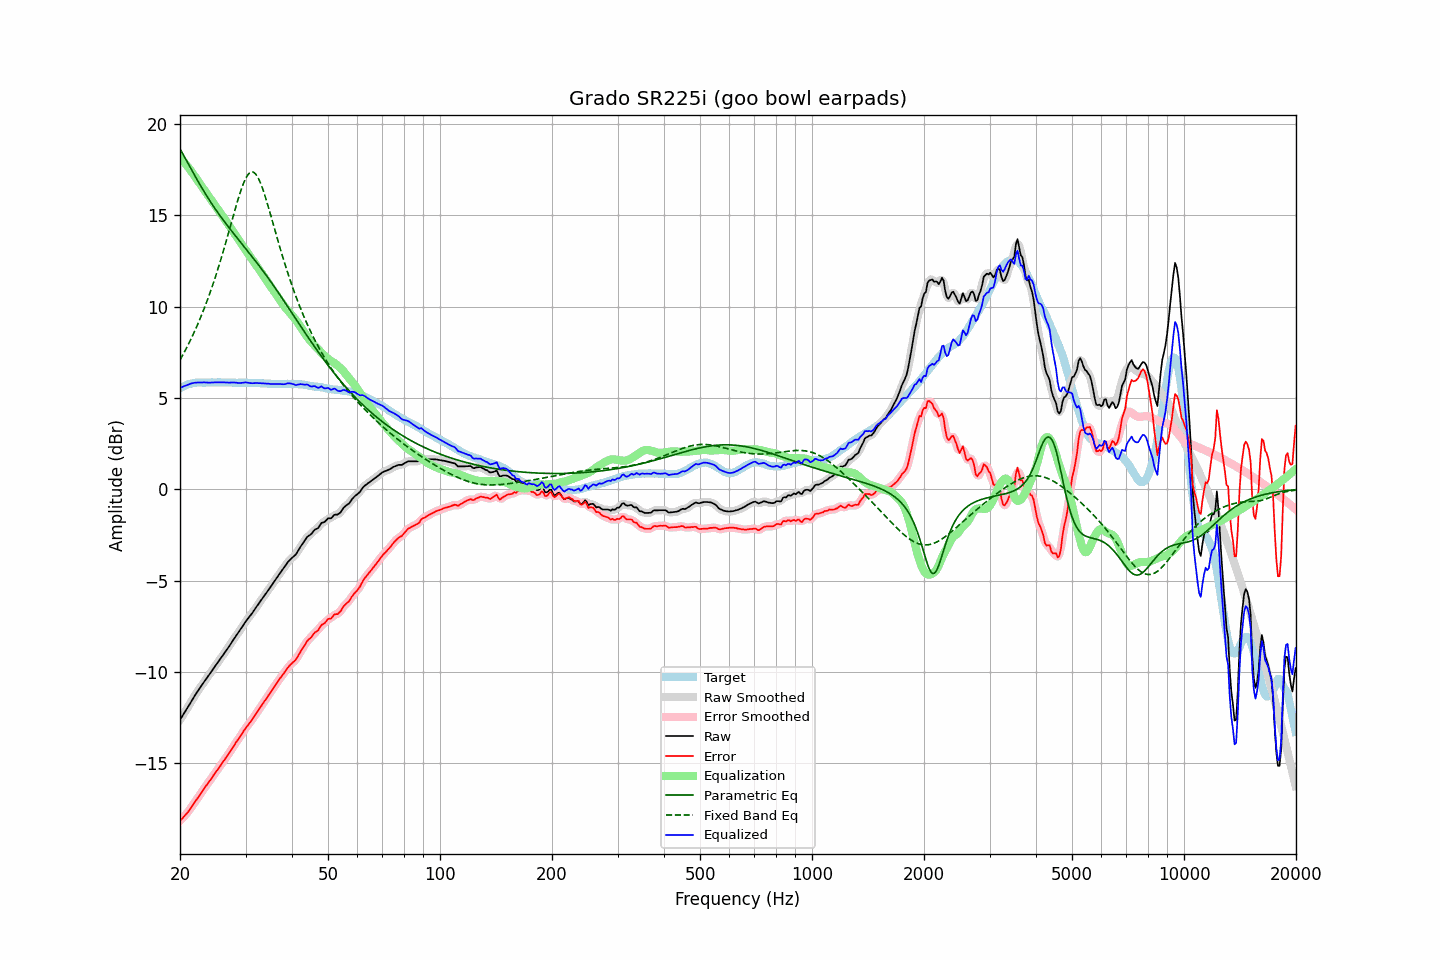 Grado SR225i (goo bowl earpads)
Amplitude (dBr)
20
15
10
5
0
−5
−10
−15
Target
Raw Smoothed
Error Smoothed
Raw
Error
Equalization
Parametric Eq
Fixed Band Eq
Equalized
20 50 100 200 500 1000 2000 5000 10000 20000
Frequency (Hz)